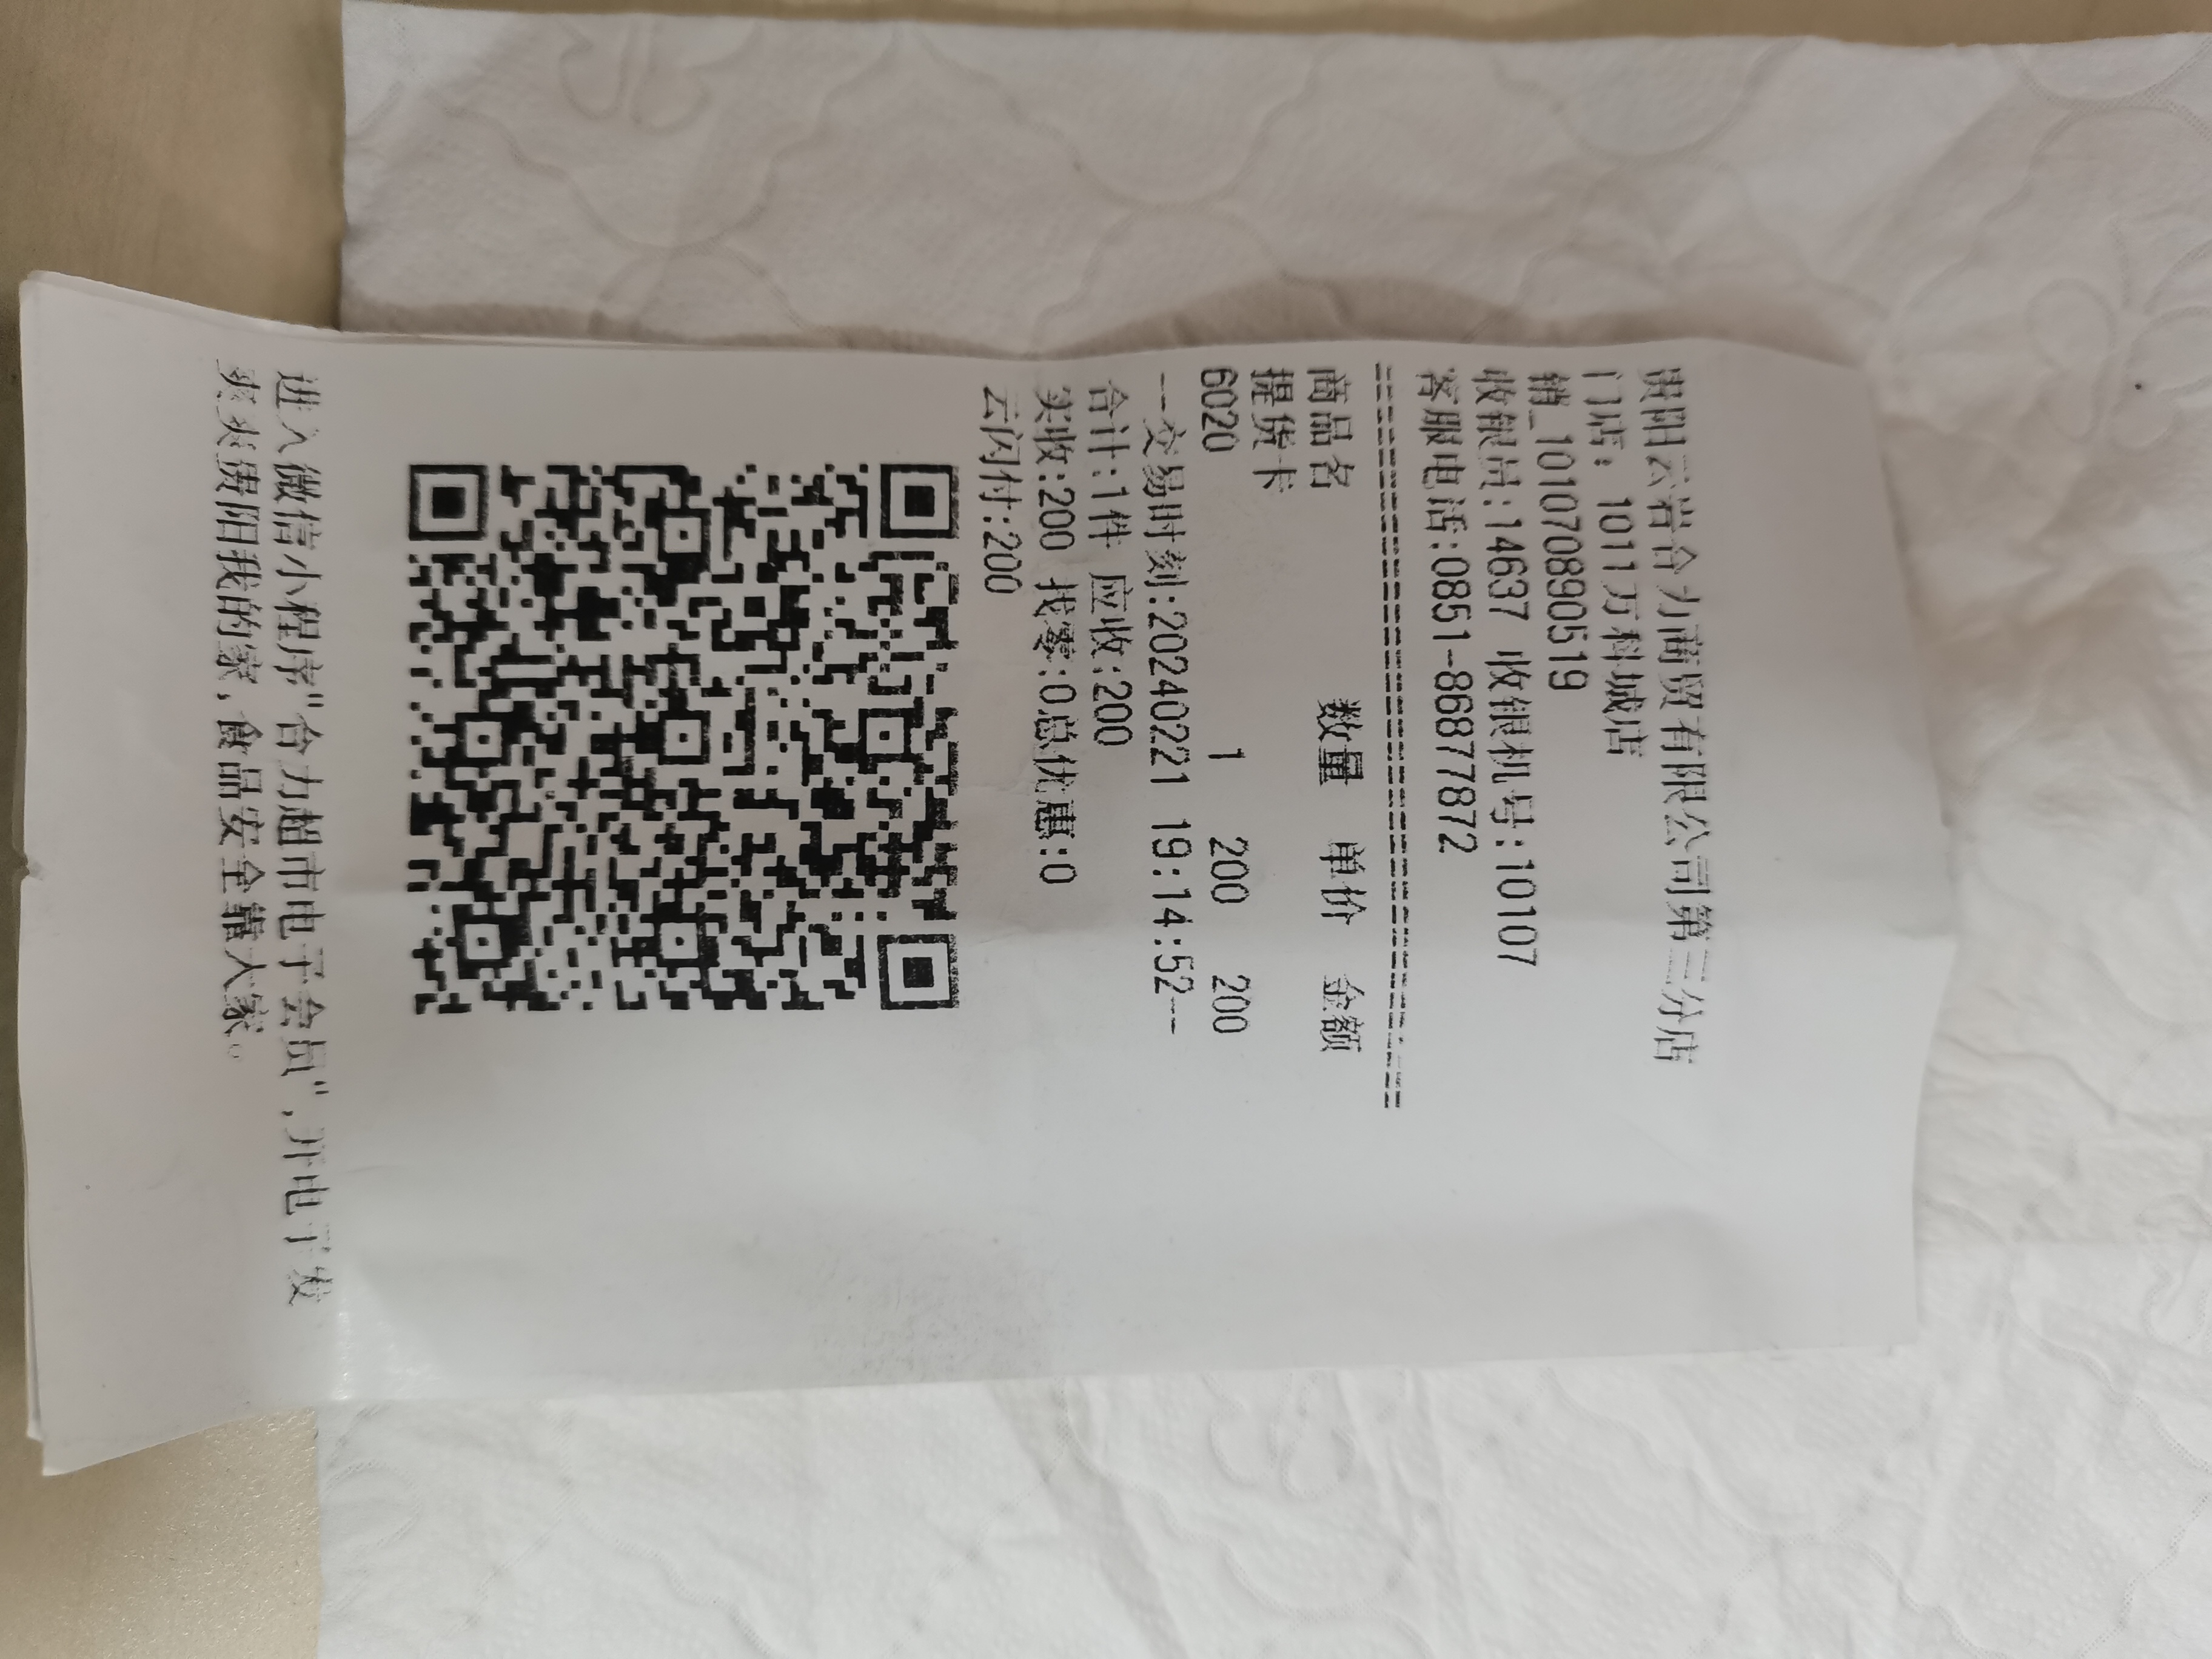 贵阳云岩合力商贸有限公司第三分店
门店: 1011万科城店
销_101070890519
收银员:14637 收银机号:10107
客服电话:0851-86877872
================================
商品名 数量 单价 金额
提货卡
6020 1 200 200
--交易时刻:20240221 19:14:52--
合计:1件 应收:200
实收:200 找零:0总优惠:0
云闪付:200
进入微信小程序"合力超市电子会员",开电子发
爽爽贵阳我的家,食品安全靠大家。